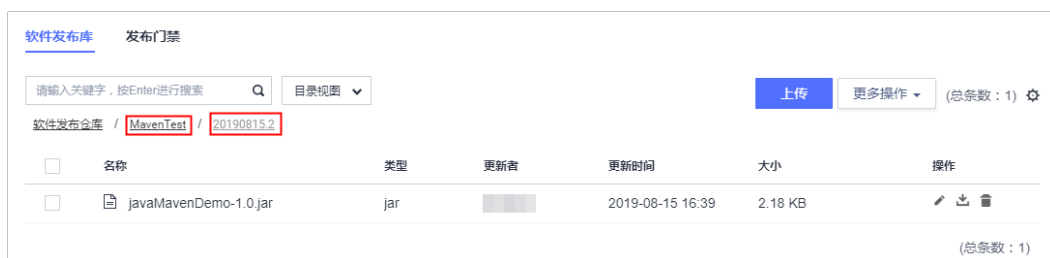 软件发布库 发布门禁
请输入关键字，按Enter进行搜索 目录视图 上传 更多操作 (总条数：1)
软件发布仓库 / MavenTest / 20190815.2
名称 类型 更新者 更新时间 大小 操作
javaMavenDemo-1.0.jar jar 2019-08-15 16:39 2.18 KB
(总条数：1)